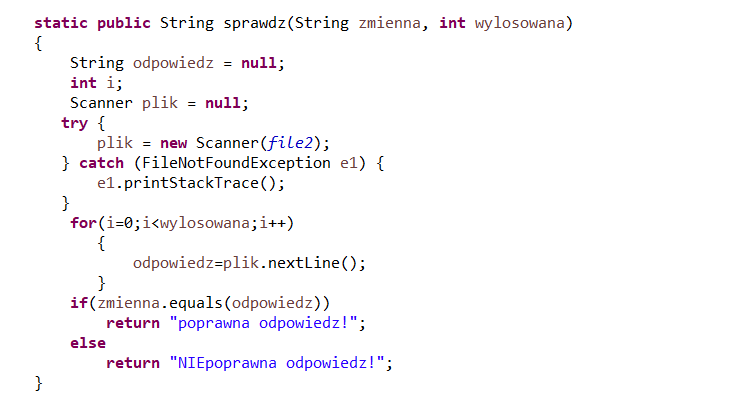 static public String sprawdz(String zmienna, int wylosowana)
{
String odpowiedz = null;
int i;
Scanner plik = null;
try {
plik = new Scanner(file2);
} catch (FileNotFoundException e1) {
e1.printStackTrace();
}
for(i=0;i<wylosowana;i++)
{
odpowiedz=plik.nextLine();
}
if(zmienna.equals(odpowiedz))
return "poprawna odpowiedz!";
else
return "NIEpoprawna odpowiedz!";
}